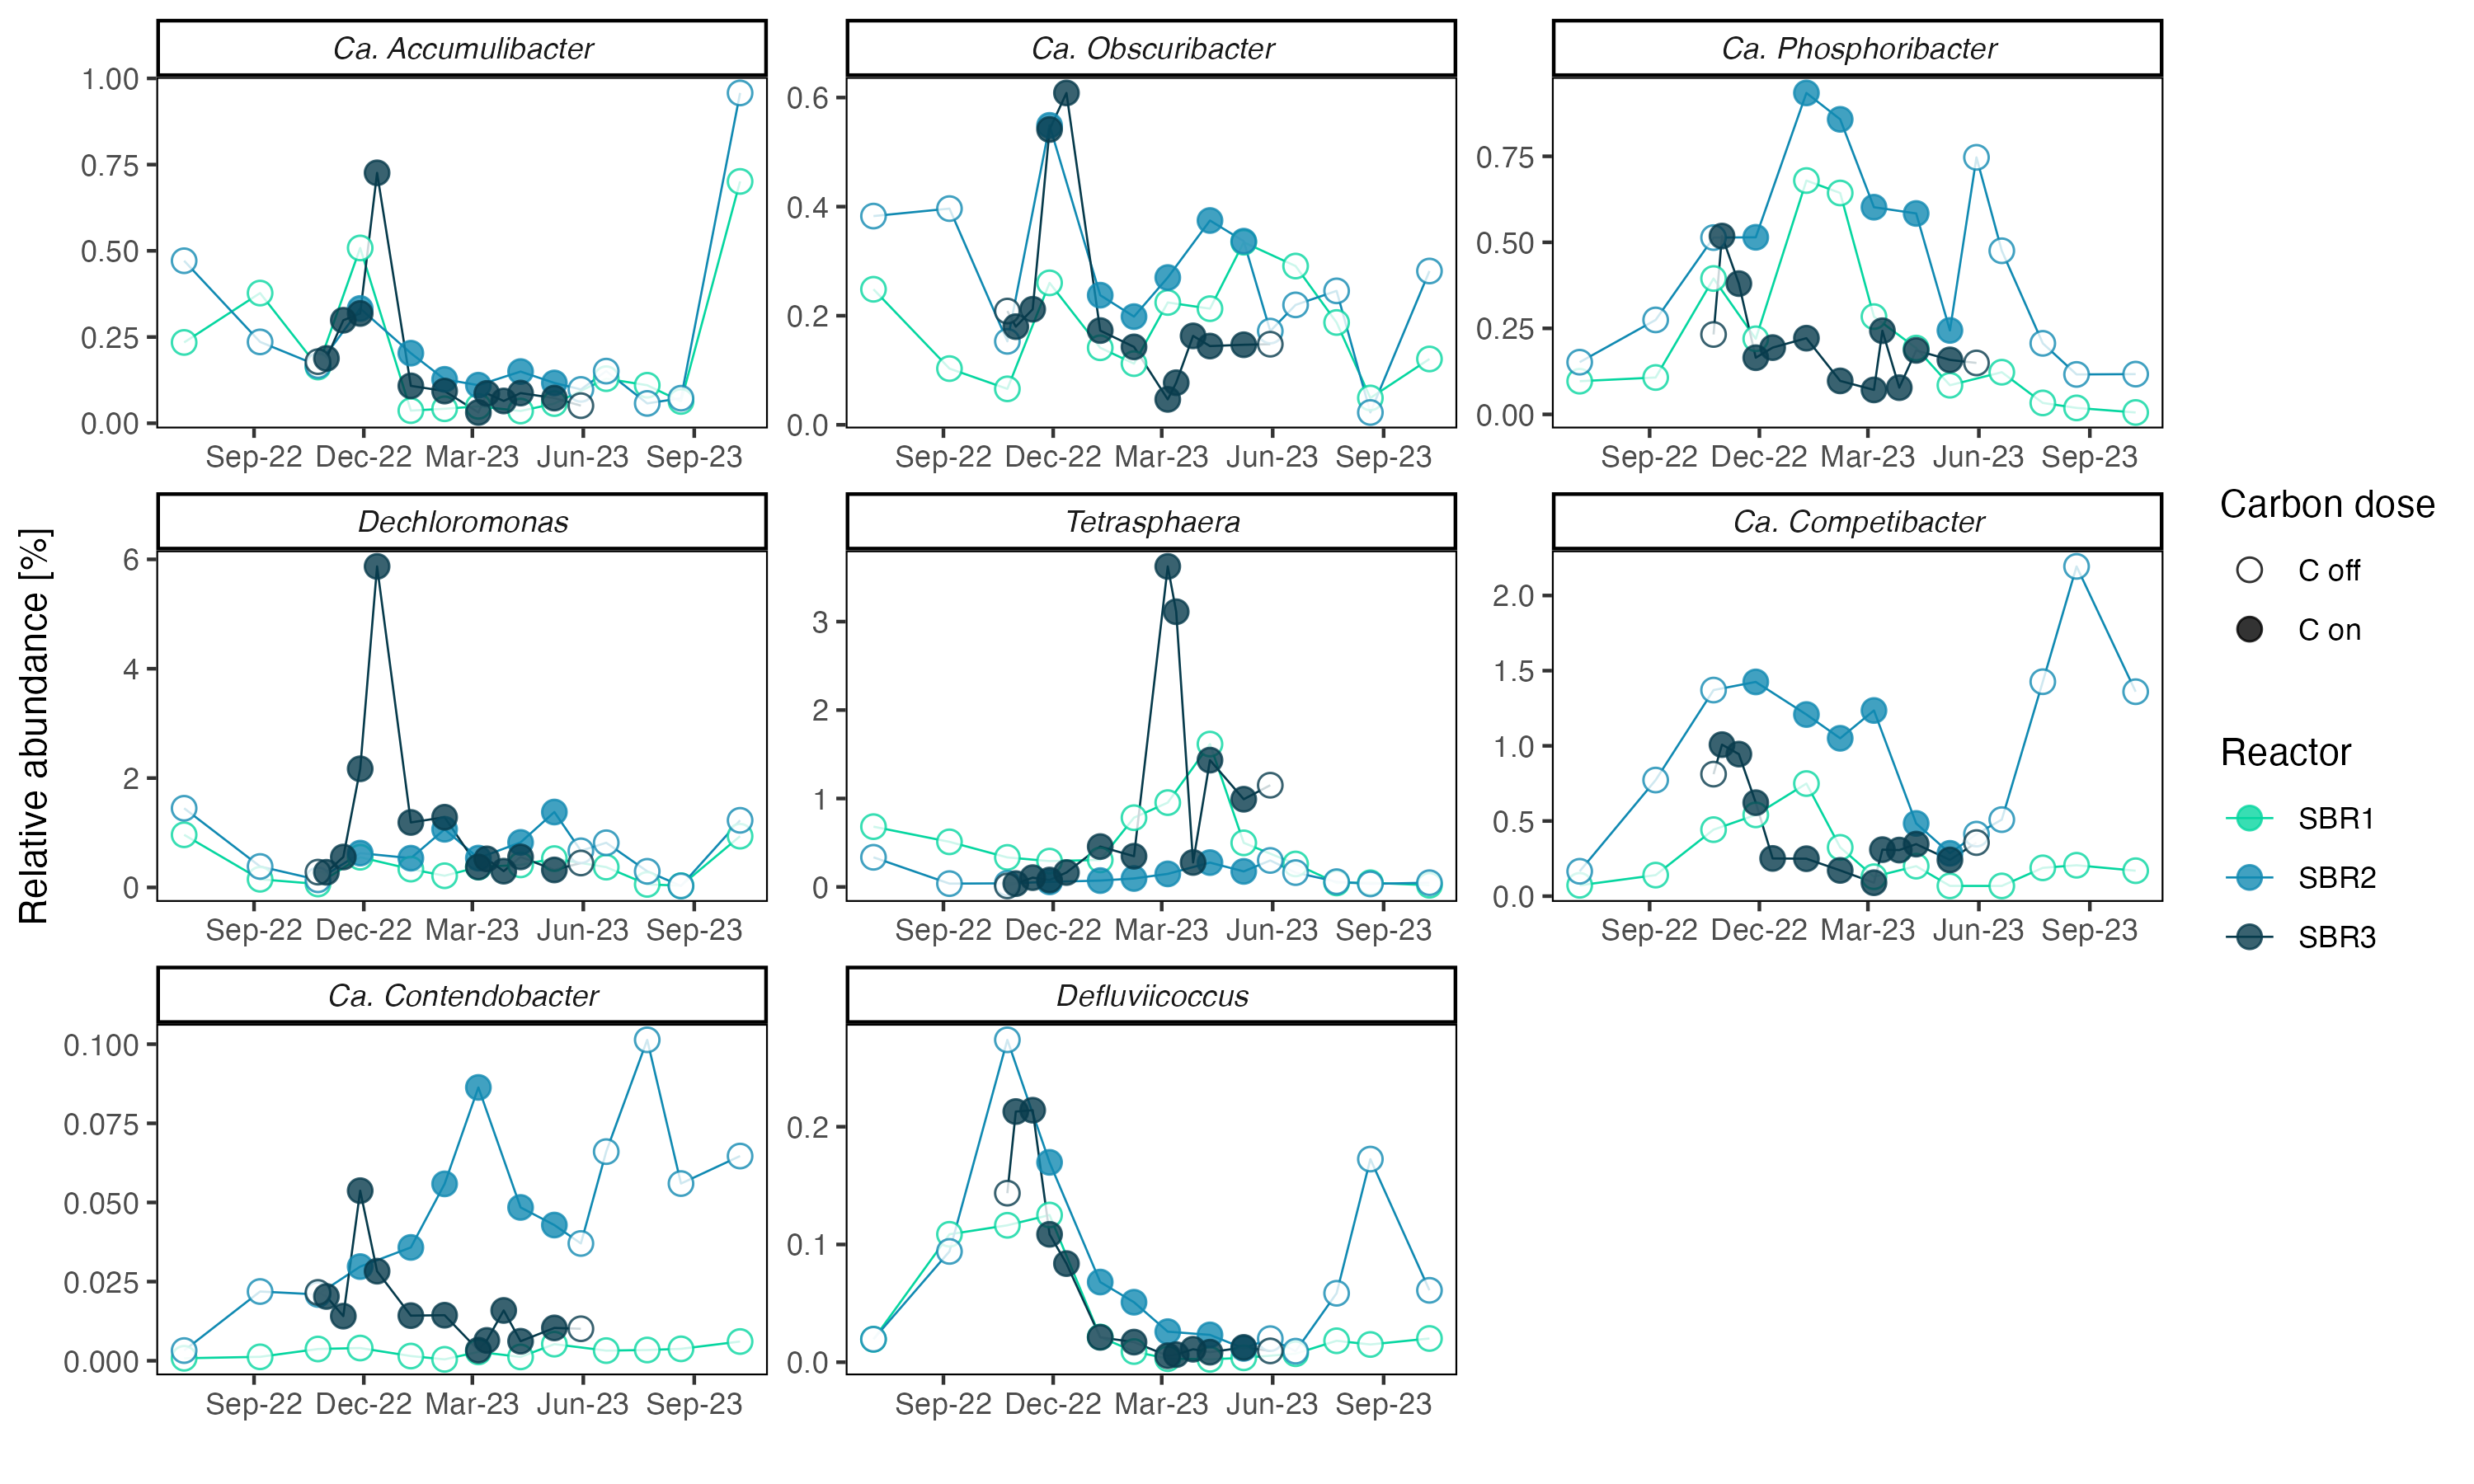 Ca. Accumulibacter
Ca. Obscuribacter
Ca. Phosphoribacter
1.00
0.75
0.50
0.25
0.00
0.6
0.4
0.2
0.0
0.75
0.50
0.25
0.00
Sep-22 Dec-22 Mar-23 Jun-23 Sep-23
Sep-22 Dec-22 Mar-23 Jun-23 Sep-23
Sep-22 Dec-22 Mar-23 Jun-23 Sep-23
Relative abundance [%]
Dechloromonas
Tetrasphaera
Ca. Competibacter
6
4
2
0
3
2
1
0
2.0
1.5
1.0
0.5
0.0
Sep-22 Dec-22 Mar-23 Jun-23 Sep-23
Sep-22 Dec-22 Mar-23 Jun-23 Sep-23
Sep-22 Dec-22 Mar-23 Jun-23 Sep-23
Ca. Contendobacter
Defluviicoccus
0.100
0.075
0.050
0.025
0.000
0.2
0.1
0.0
Sep-22 Dec-22 Mar-23 Jun-23 Sep-23
Sep-22 Dec-22 Mar-23 Jun-23 Sep-23
Carbon dose
C off
C on
Reactor
SBR1
SBR2
SBR3